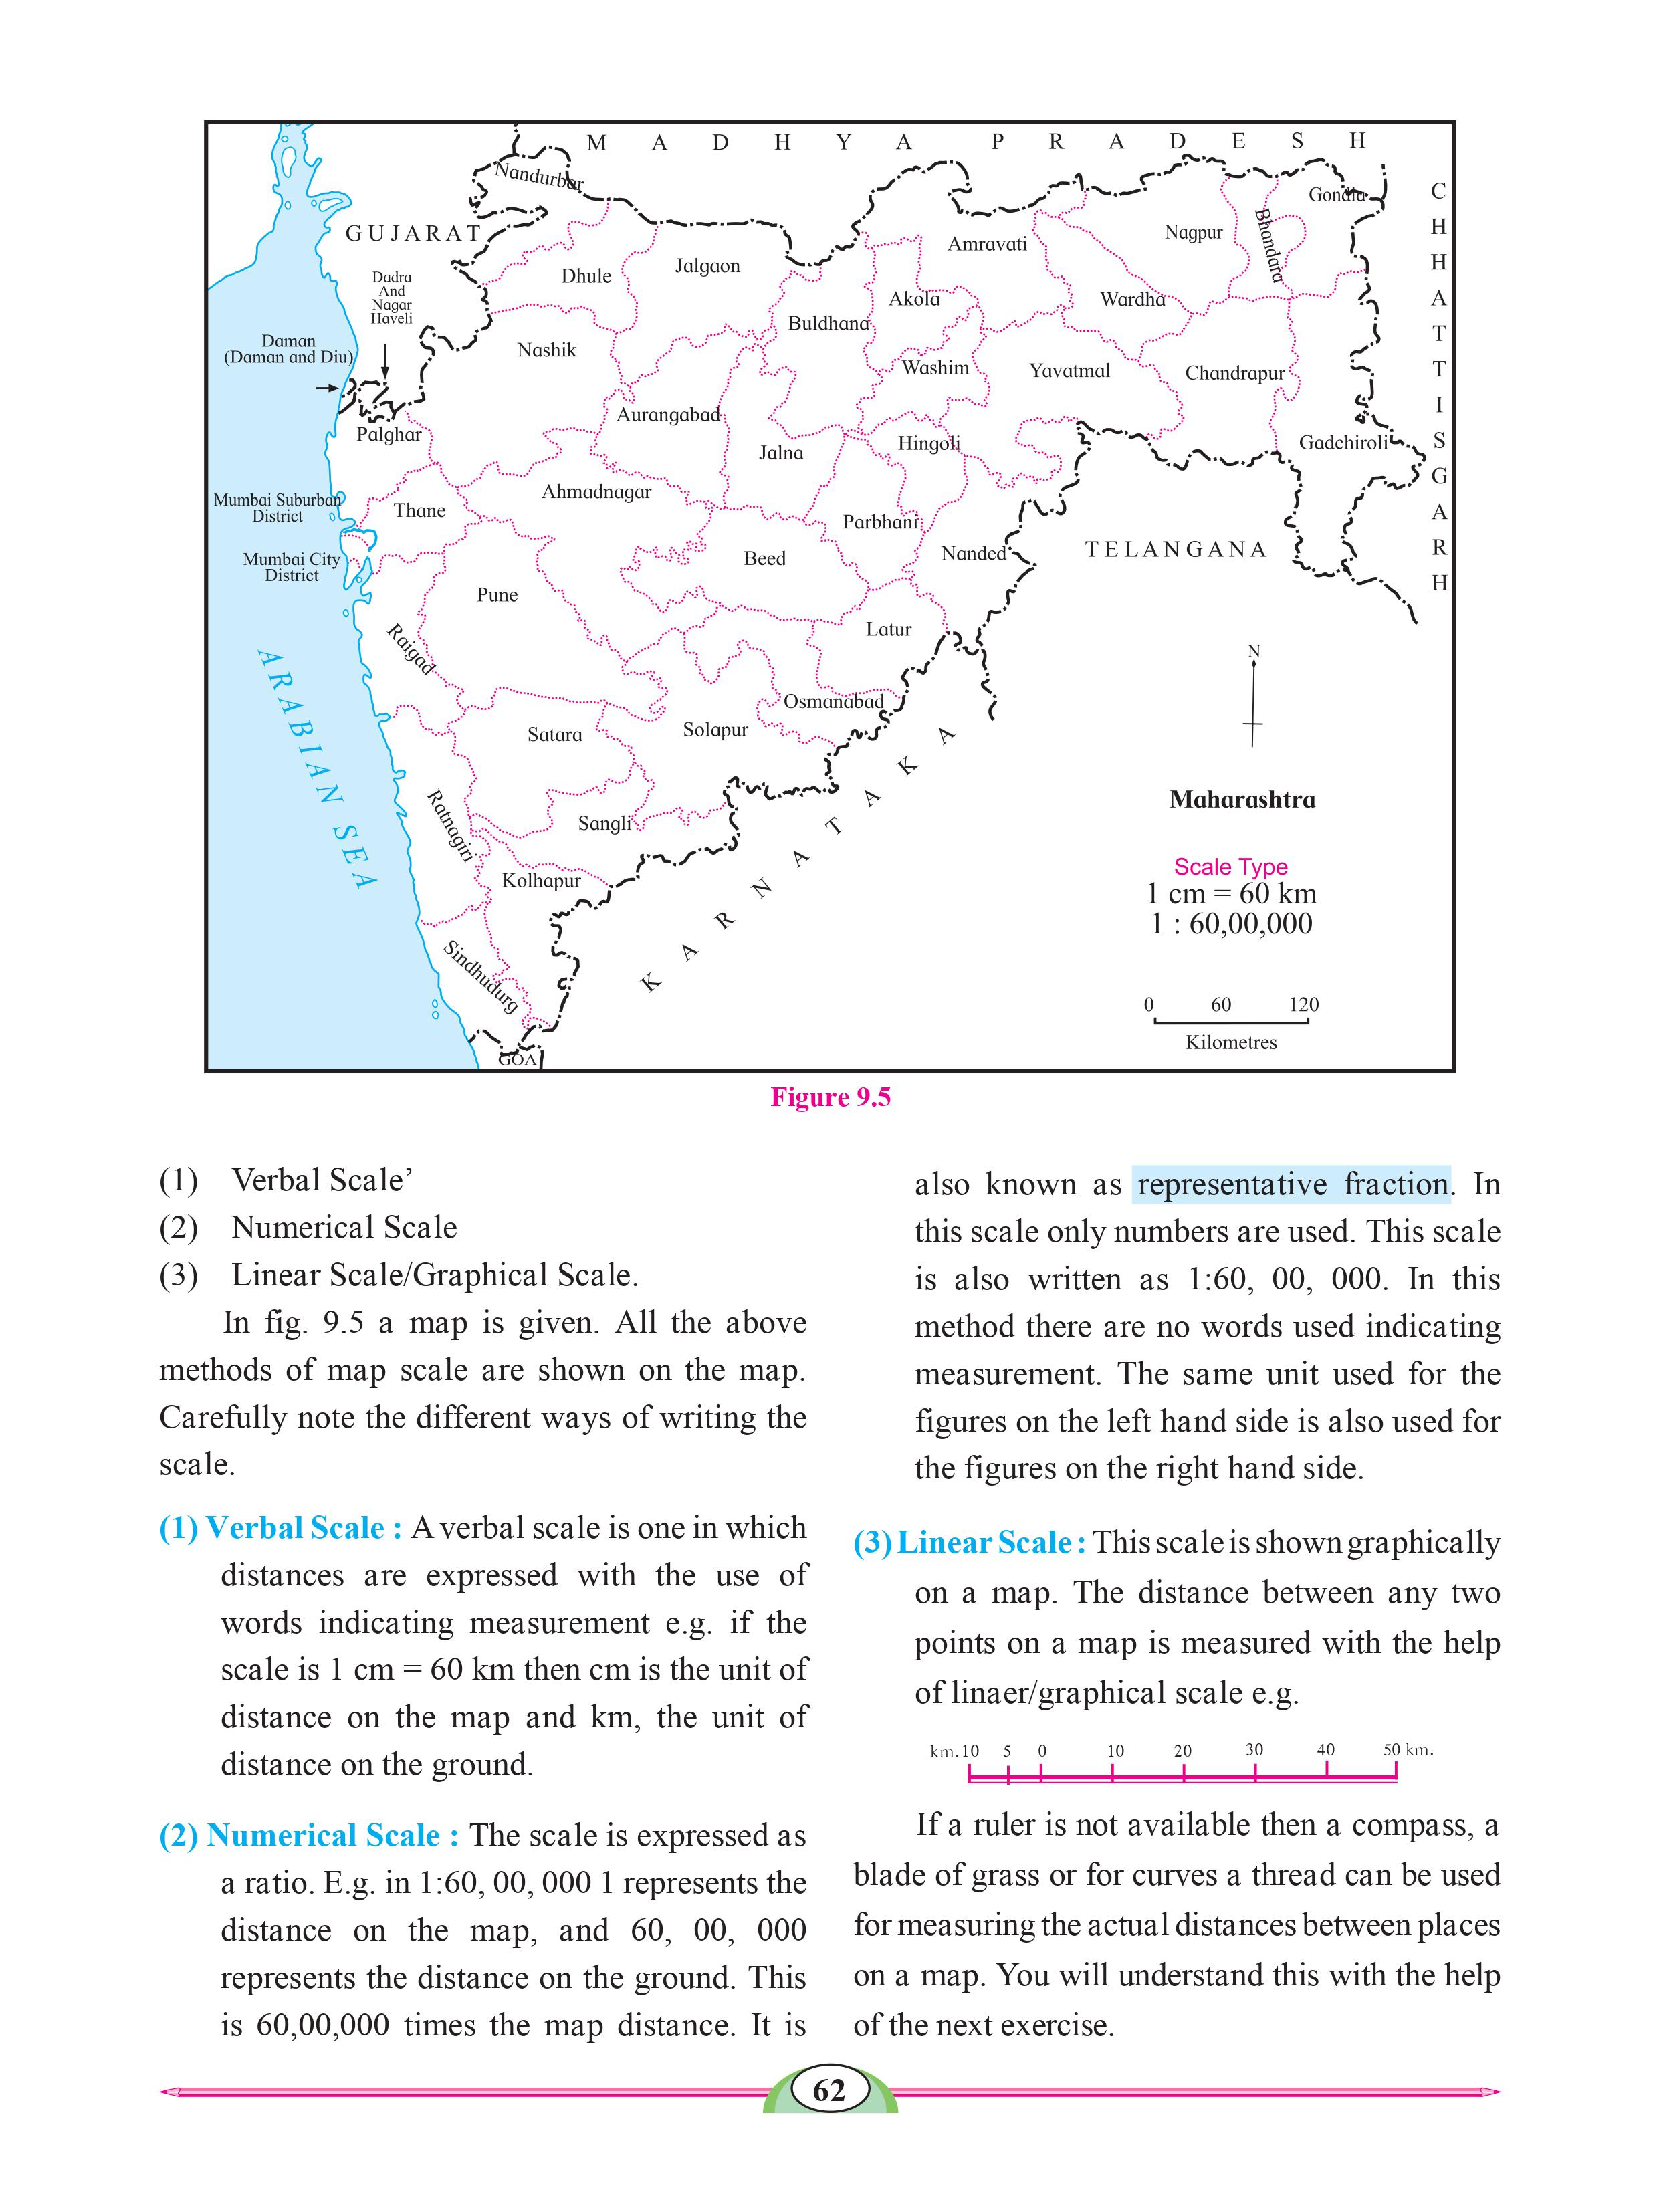 M A D H Y A P R A D E S H
CHHATTISGARH
Nandurbar
Gondia
GUJARAT
Bhandara
Nagpur
Amravati
Jalgaon
Dhule
Dadra
And
Nagar
Haveli
Akola
Wardha
Buldhana
Daman
(Daman and Diu)
Nashik
Washim
Yavatmal
Chandrapur
Aurangabad
Palghar
Jalna
Hingoli
Gadchiroli
Mumbai Suburban
District
Thane
Ahmadnagar
Parbhani
Mumbai City
District
Beed
Nanded
TELANGANA
Pune
Raigad
Latur
N
ARABIAN SEA
Osmanabad
Satara
Solapur
KARNATAKA
Ratnagiri
Sangli
Maharashtra
Scale Type
1 cm = 60 km
1 : 60,00,000
Kolhapur
Sindhudurg
0 60 120
Kilometres
GOA
Figure 9.5
(1) Verbal Scale’
(2) Numerical Scale
(3) Linear Scale/Graphical Scale.
In fig. 9.5 a map is given. All the above
methods of map scale are shown on the map.
Carefully note the different ways of writing the
scale.
(1) Verbal Scale : A verbal scale is one in which
distances are expressed with the use of
words indicating measurement e.g. if the
scale is 1 cm = 60 km then cm is the unit of
distance on the map and km, the unit of
distance on the ground.
(2) Numerical Scale : The scale is expressed as
a ratio. E.g. in 1:60, 00, 000 1 represents the
distance on the map, and 60, 00, 000
represents the distance on the ground. This
is 60,00,000 times the map distance. It is
also known as representative fraction. In
this scale only numbers are used. This scale
is also written as 1:60, 00, 000. In this
method there are no words used indicating
measurement. The same unit used for the
figures on the left hand side is also used for
the figures on the right hand side.
(3) Linear Scale : This scale is shown graphically
on a map. The distance between any two
points on a map is measured with the help
of linaer/graphical scale e.g.
km. 10 5 0 10 20 30 40 50 km.
If a ruler is not available then a compass, a
blade of grass or for curves a thread can be used
for measuring the actual distances between places
on a map. You will understand this with the help
of the next exercise.
62